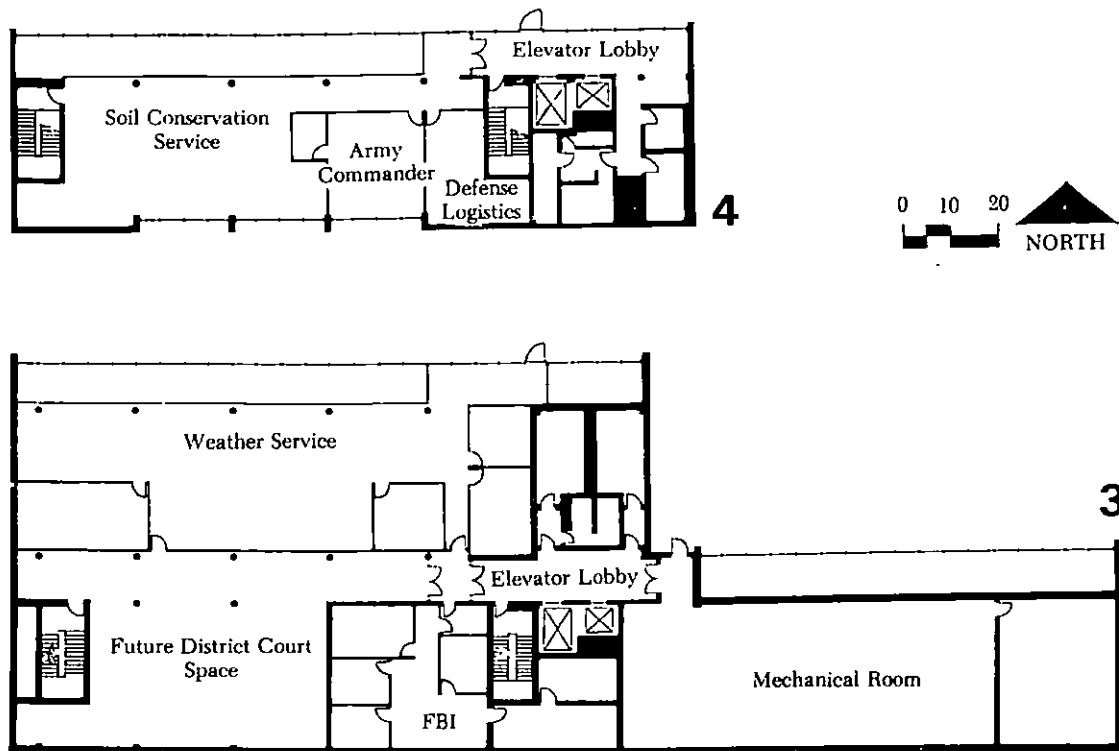 Elevator Lobby
Soil Conservation
Service
Army
Commander
Defense
Logistics
4
0 10 20
NORTH
Weather Service
3
Elevator Lobby
Future District Court
Space
FBI
Mechanical Room